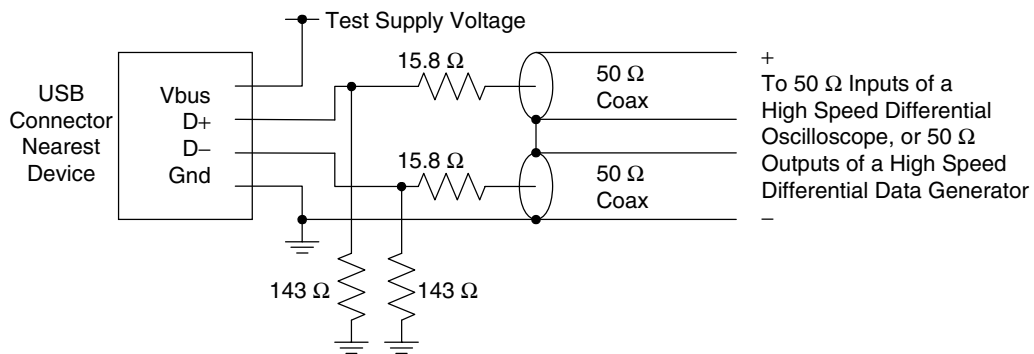 Test Supply Voltage
USB
Connector
Nearest
Device
Vbus
D+
D−
Gnd
15.8 Ω
50 Ω
Coax
15.8 Ω
50 Ω
Coax
+
To 50 Ω Inputs of a
High Speed Differential
Oscilloscope, or 50 Ω
Outputs of a High Speed
Differential Data Generator
−
143 Ω
143 Ω